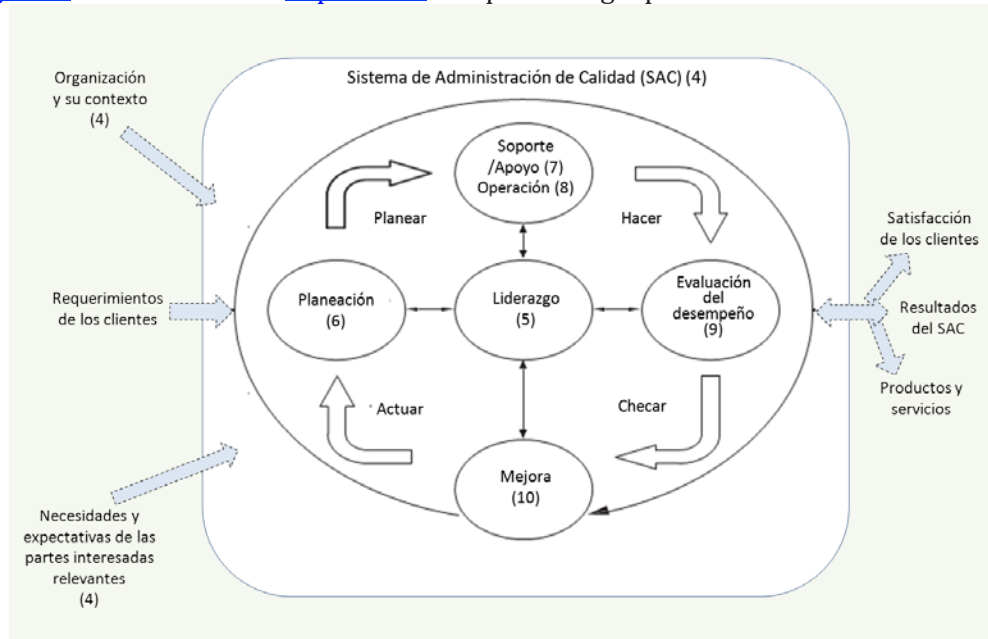 Sistema de Administración de Calidad (SAC) (4)
Organización
y su contexto
(4)
Soporte
/Apoyo (7)
Operación (8)
Planear
Hacer
Satisfacción
de los clientes
Requerimientos
de los clientes
Planeación
(6)
Liderazgo
(5)
Evaluación
del
desempeño
(9)
Resultados
del SAC
Actuar
Checar
Productos y
servicios
Mejora
(10)
Necesidades y
expectativas de las
partes interesadas
relevantes
(4)